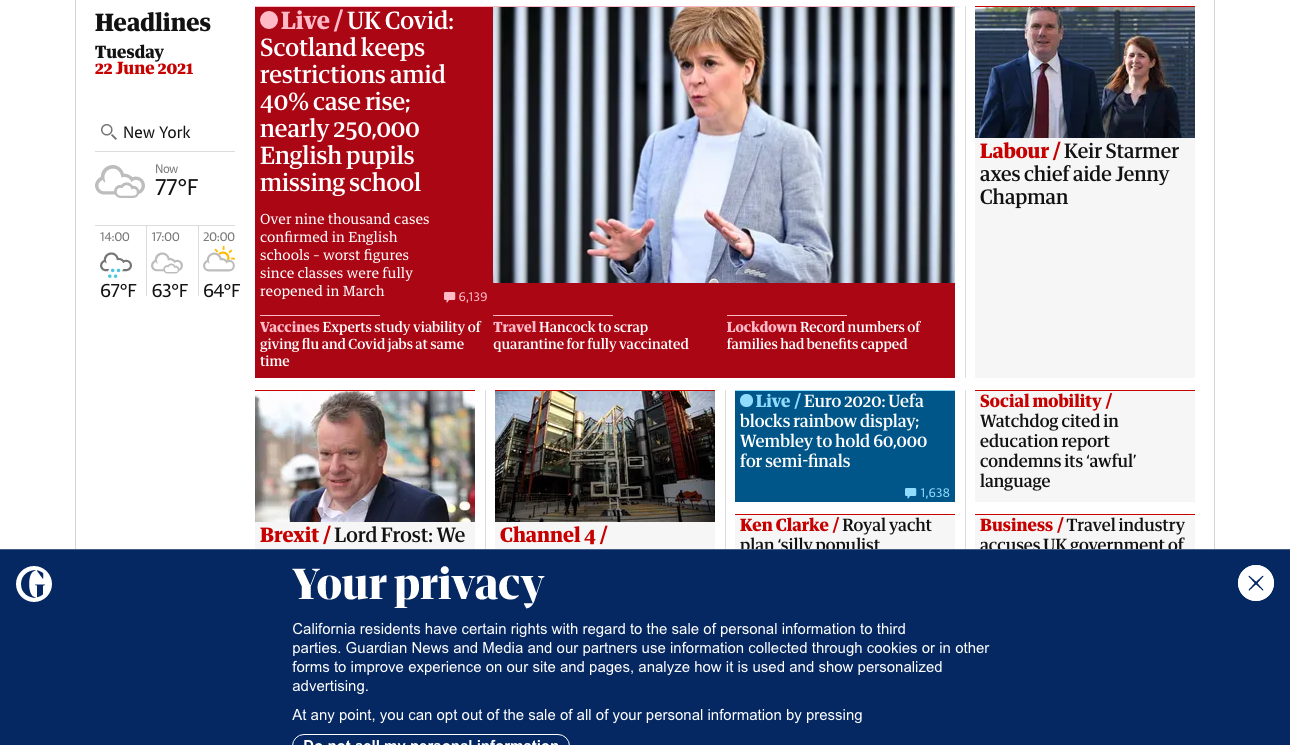 Headlines
Tuesday
22 June 2021
New York
Now
77°F
14:00
17:00
20:00
67°F
63°F
64°F
Live / UK Covid:
Scotland keeps
restrictions amid
40% case rise;
nearly 250,000
English pupils
missing school
Over nine thousand cases
confirmed in English
schools – worst figures
since classes were fully
reopened in March
6,139
Vaccines Experts study viability of
giving flu and Covid jabs at same
time
Travel Hancock to scrap
quarantine for fully vaccinated
Lockdown Record numbers of
families had benefits capped
Labour / Keir Starmer
axes chief aide Jenny
Chapman
Brexit / Lord Frost: We
Channel 4 /
Live / Euro 2020: Uefa
blocks rainbow display;
Wembley to hold 60,000
for semi-finals
1,638
Social mobility /
Watchdog cited in
education report
condemns its ‘awful’
language
Ken Clarke / Royal yacht
plan ‘silly populist
Business / Travel industry
accuses UK government of
G
Your privacy
California residents have certain rights with regard to the sale of personal information to third
parties. Guardian News and Media and our partners use information collected through cookies or in other
forms to improve experience on our site and pages, analyze how it is used and show personalized
advertising.
At any point, you can opt out of the sale of all of your personal information by pressing
Do not sell my personal information